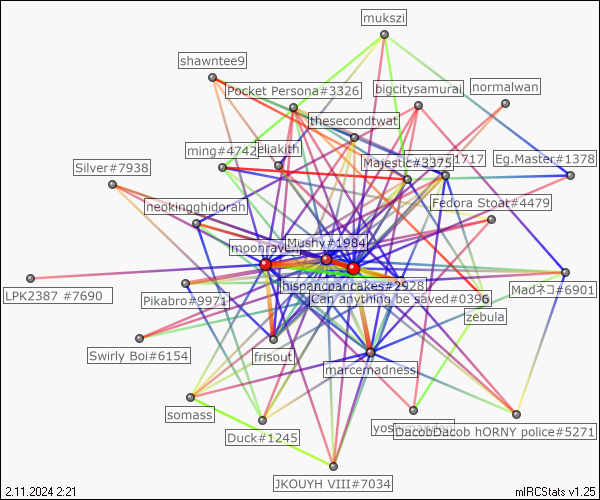 mukszi
shawntee9
Pocket Persona#3326
bigcitysamurai
normalwan
thesecondtwat
ming#4742
eliakith
Majestic#3375
1717
Eg.Master#1378
Silver#7938
neokingghidorah
Fedora Stoat#4479
moonraven
Mushy#1984
hispancpancakes#2928
LPK2387 #7690
Pikabro#9971
Can anything be saved#0396
Madネコ#6901
zebula
Swirly Boi#6154
frisout
marcemadness
somass
Duck#1245
DacobDacob hORNY police#5271
JKOUYH VIII#7034
2.11.2024 2:21
mIRCStats v1.25